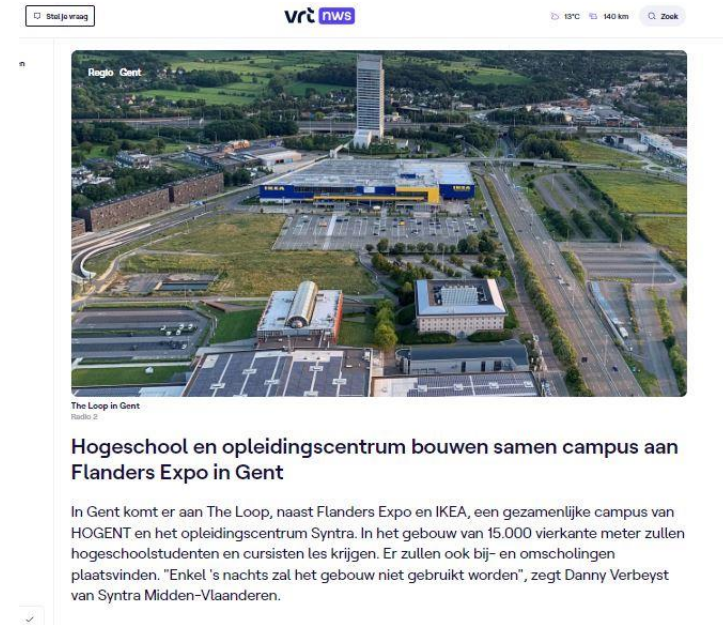 Stel je vraag
vrt nws
13°C
140 km
Zoek
en
Regio Gent
IKEA
IKEA
The Loop in Gent
Radio 2
Hogeschool en opleidingscentrum bouwen samen campus aan
Flanders Expo in Gent
In Gent komt er aan The Loop, naast Flanders Expo en IKEA, een gezamenlijke campus van
HOGENT en het opleidingscentrum Syntra. In het gebouw van 15.000 vierkante meter zullen
hogeschoolstudenten en cursisten les krijgen. Er zullen ook bij- en omscholingen
plaatsvinden. "Enkel 's nachts zal het gebouw niet gebruikt worden", zegt Danny Verbeyst
van Syntra Midden-Vlaanderen.